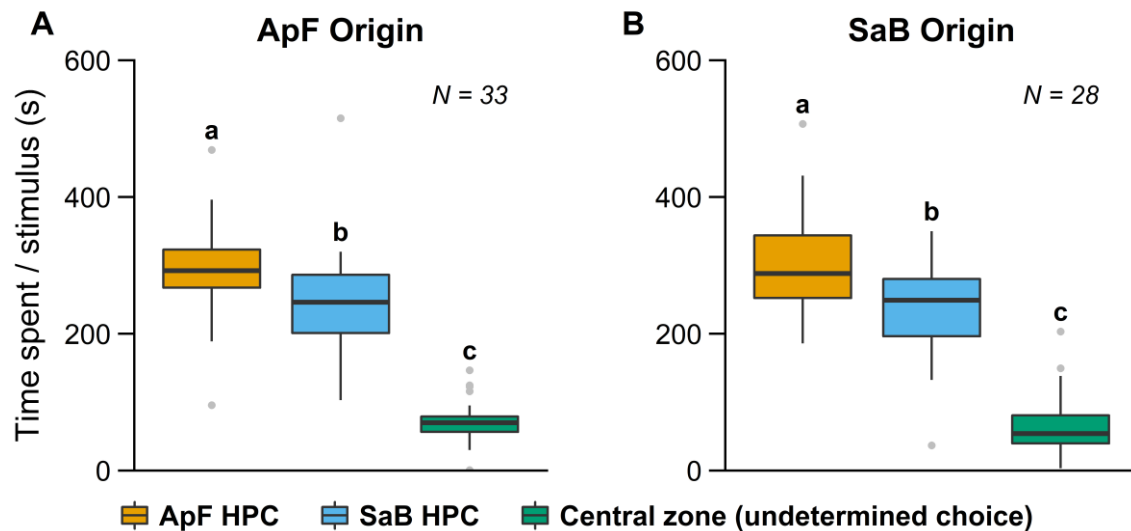 A
ApF Origin
B
SaB Origin
Time spent / stimulus (s)
600
400
200
0
N = 33
a
b
c
600
400
200
0
N = 28
a
b
c
ApF HPC
SaB HPC
Central zone (undetermined choice)